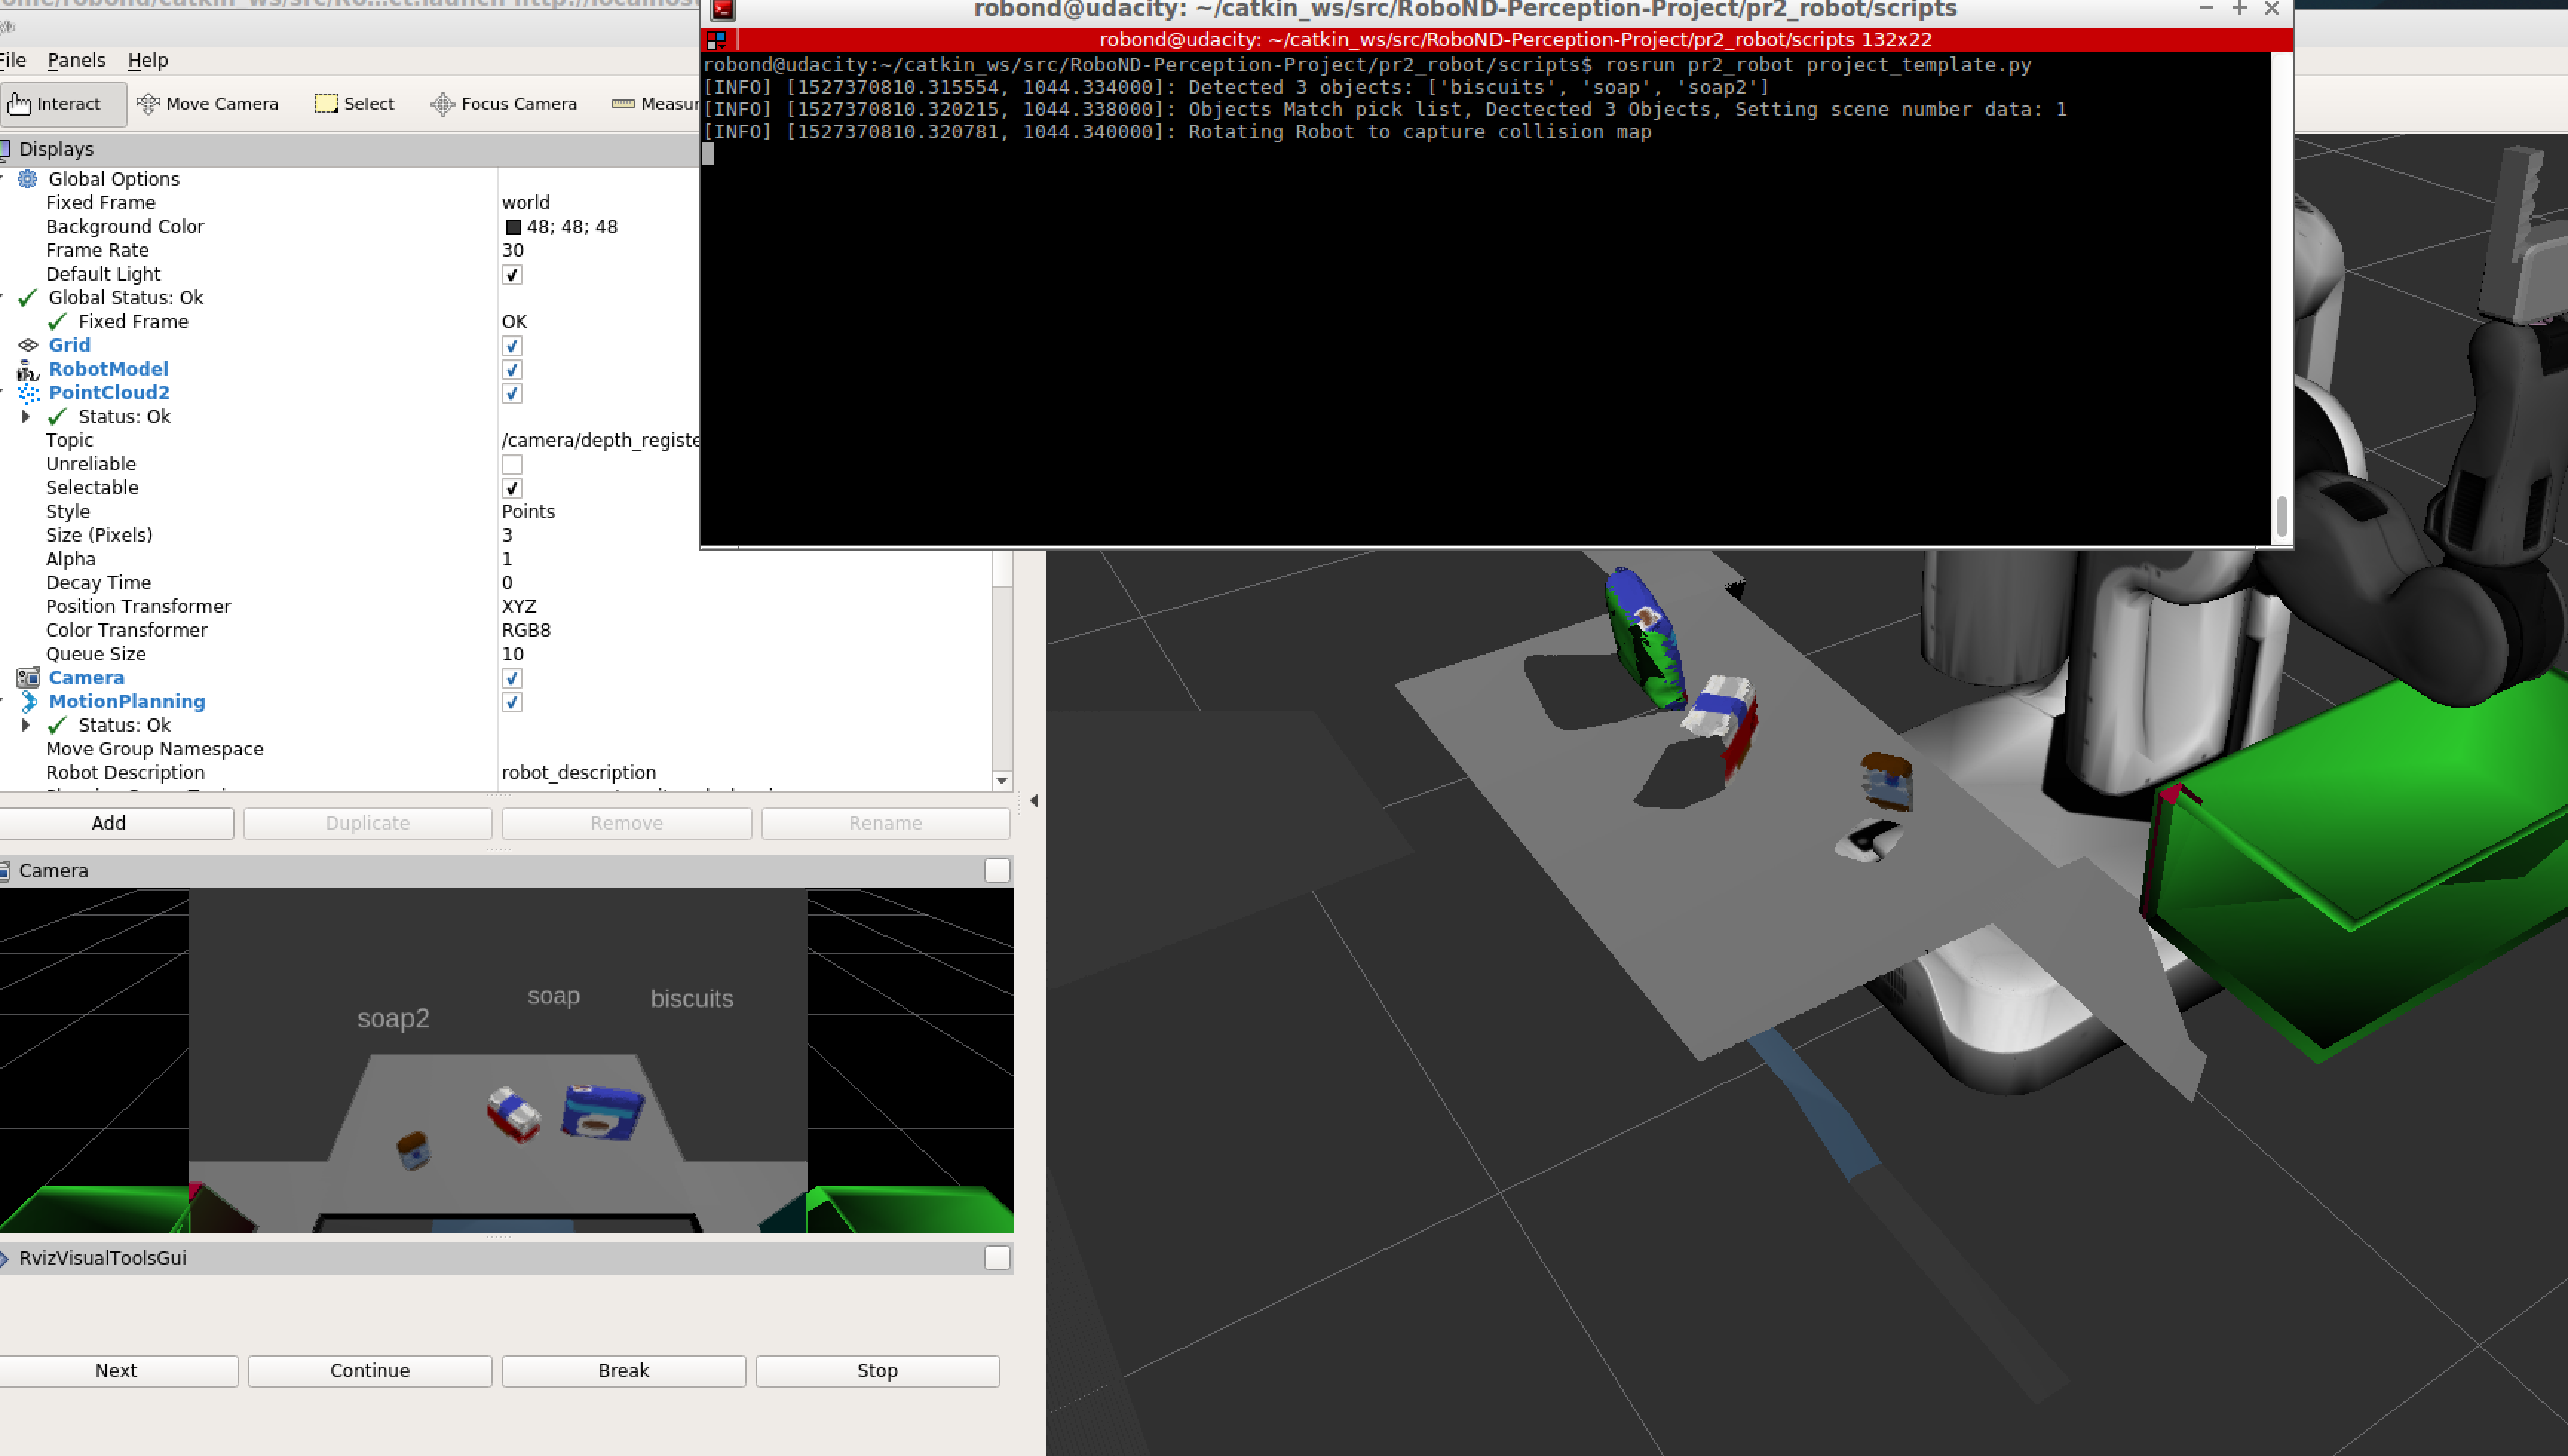 robond@udacity: ~/catkin_ws/src/RoboND-Perception-Project/pr2_robot/scripts
robond@udacity: ~/catkin_ws/src/RoboND-Perception-Project/pr2_robot/scripts 132x22
robond@udacity:~/catkin_ws/src/RoboND-Perception-Project/pr2_robot/scripts$ rosrun pr2_robot project_template.py
[INFO] [1527370810.315554, 1044.334000]: Detected 3 objects: ['biscuits', 'soap', 'soap2']
[INFO] [1527370810.320215, 1044.338000]: Objects Match pick list, Dectected 3 Objects, Setting scene number data: 1
[INFO] [1527370810.320781, 1044.340000]: Rotating Robot to capture collision map
File Panels Help
Interact Move Camera Select Focus Camera Measu
Displays
Global Options
Fixed Frame world
Background Color 48; 48; 48
Frame Rate 30
Default Light
Global Status: Ok
Fixed Frame OK
Grid
RobotModel
PointCloud2
Status: Ok
Topic /camera/depth_registe
Unreliable
Selectable
Style Points
Size (Pixels) 3
Alpha 1
Decay Time 0
Position Transformer XYZ
Color Transformer RGB8
Queue Size 10
Camera
MotionPlanning
Status: Ok
Move Group Namespace
Robot Description robot_description
Add Duplicate Remove Rename
Camera
soap2 soap biscuits
RvizVisualToolsGui
Next Continue Break Stop